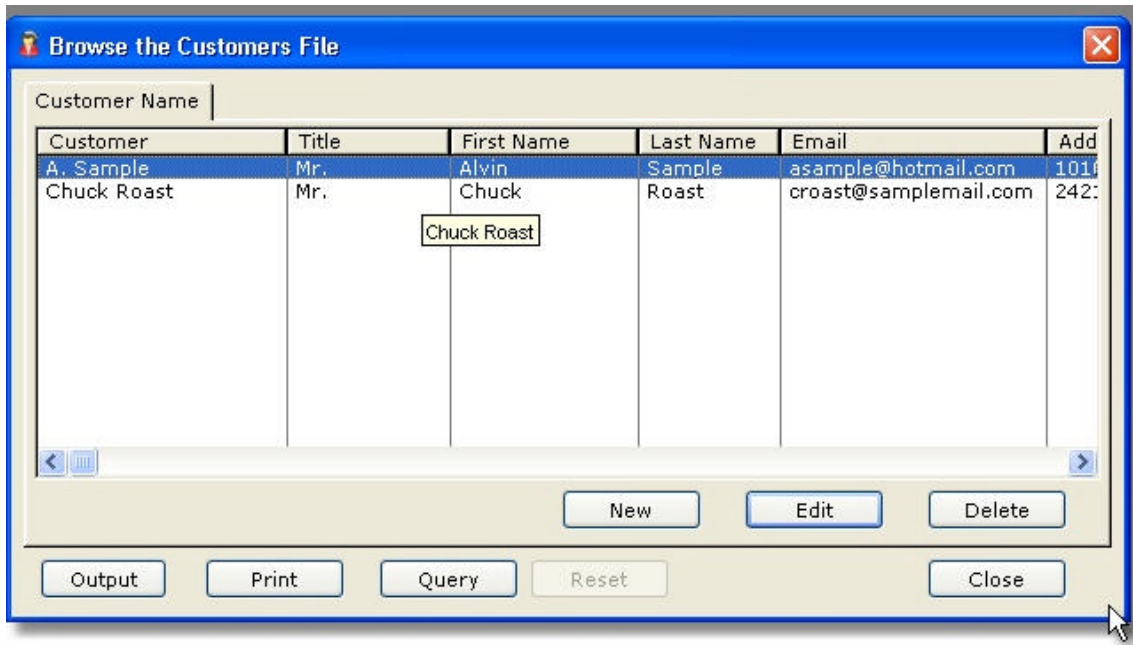 Browse the Customers File
Customer Name
Customer Title First Name Last Name Email Add
A. Sample Mr. Alvin Sample asample@hotmail.com
Chuck Roast Mr. Chuck Roast croast@samplemail.com 2421
Chuck Roast
New Edit Delete
Output Print Query Reset Close